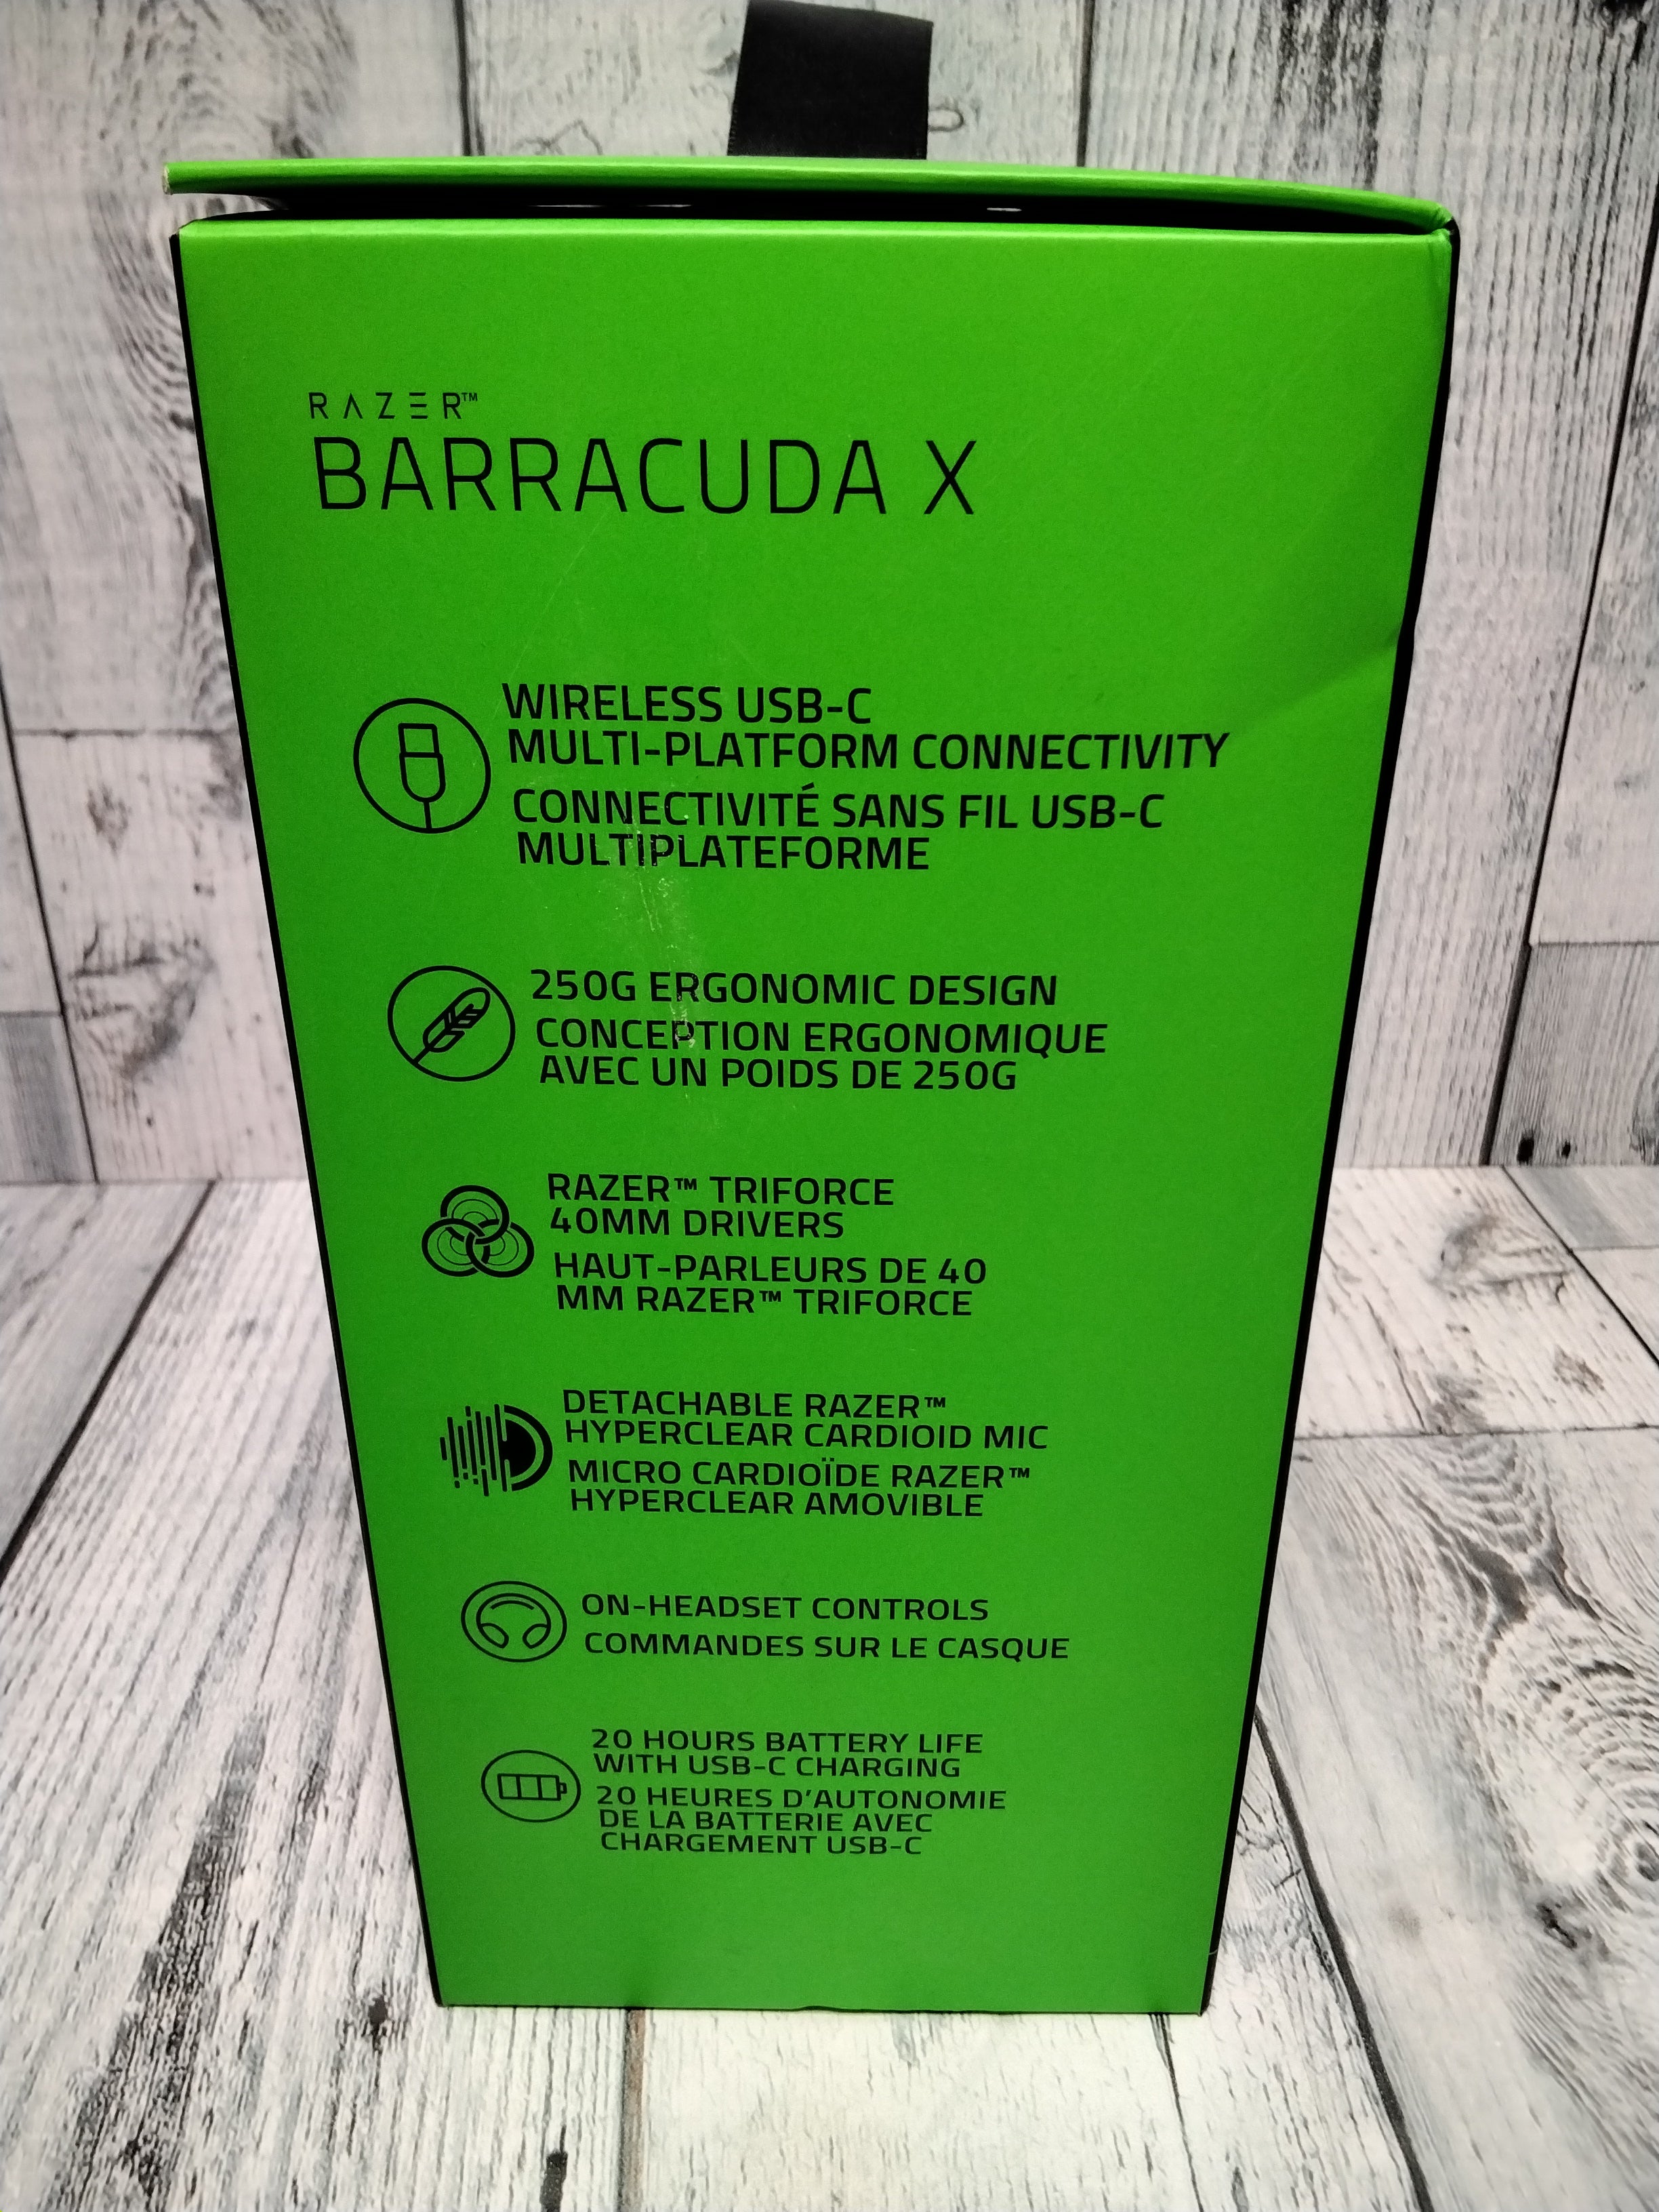 RAZER™
BARRACUDA X
WIRELESS USB-C
MULTI-PLATFORM CONNECTIVITY
CONNECTIVITÉ SANS FIL USB-C
MULTIPLATEFORME
250G ERGONOMIC DESIGN
CONCEPTION ERGONOMIQUE
AVEC UN POIDS DE 250G
RAZER™ TRIFORCE
40MM DRIVERS
HAUT-PARLEURS DE 40
MM RAZER™ TRIFORCE
DETACHABLE RAZER™
HYPERCLEAR CARDIOID MIC
MICRO CARDIOÏDE RAZER™
HYPERCLEAR AMOVIBLE
ON-HEADSET CONTROLS
COMMANDES SUR LE CASQUE
20 HOURS BATTERY LIFE
WITH USB-C CHARGING
20 HEURES D'AUTONOMIE
DE LA BATTERIE AVEC
CHARGEMENT USB-C